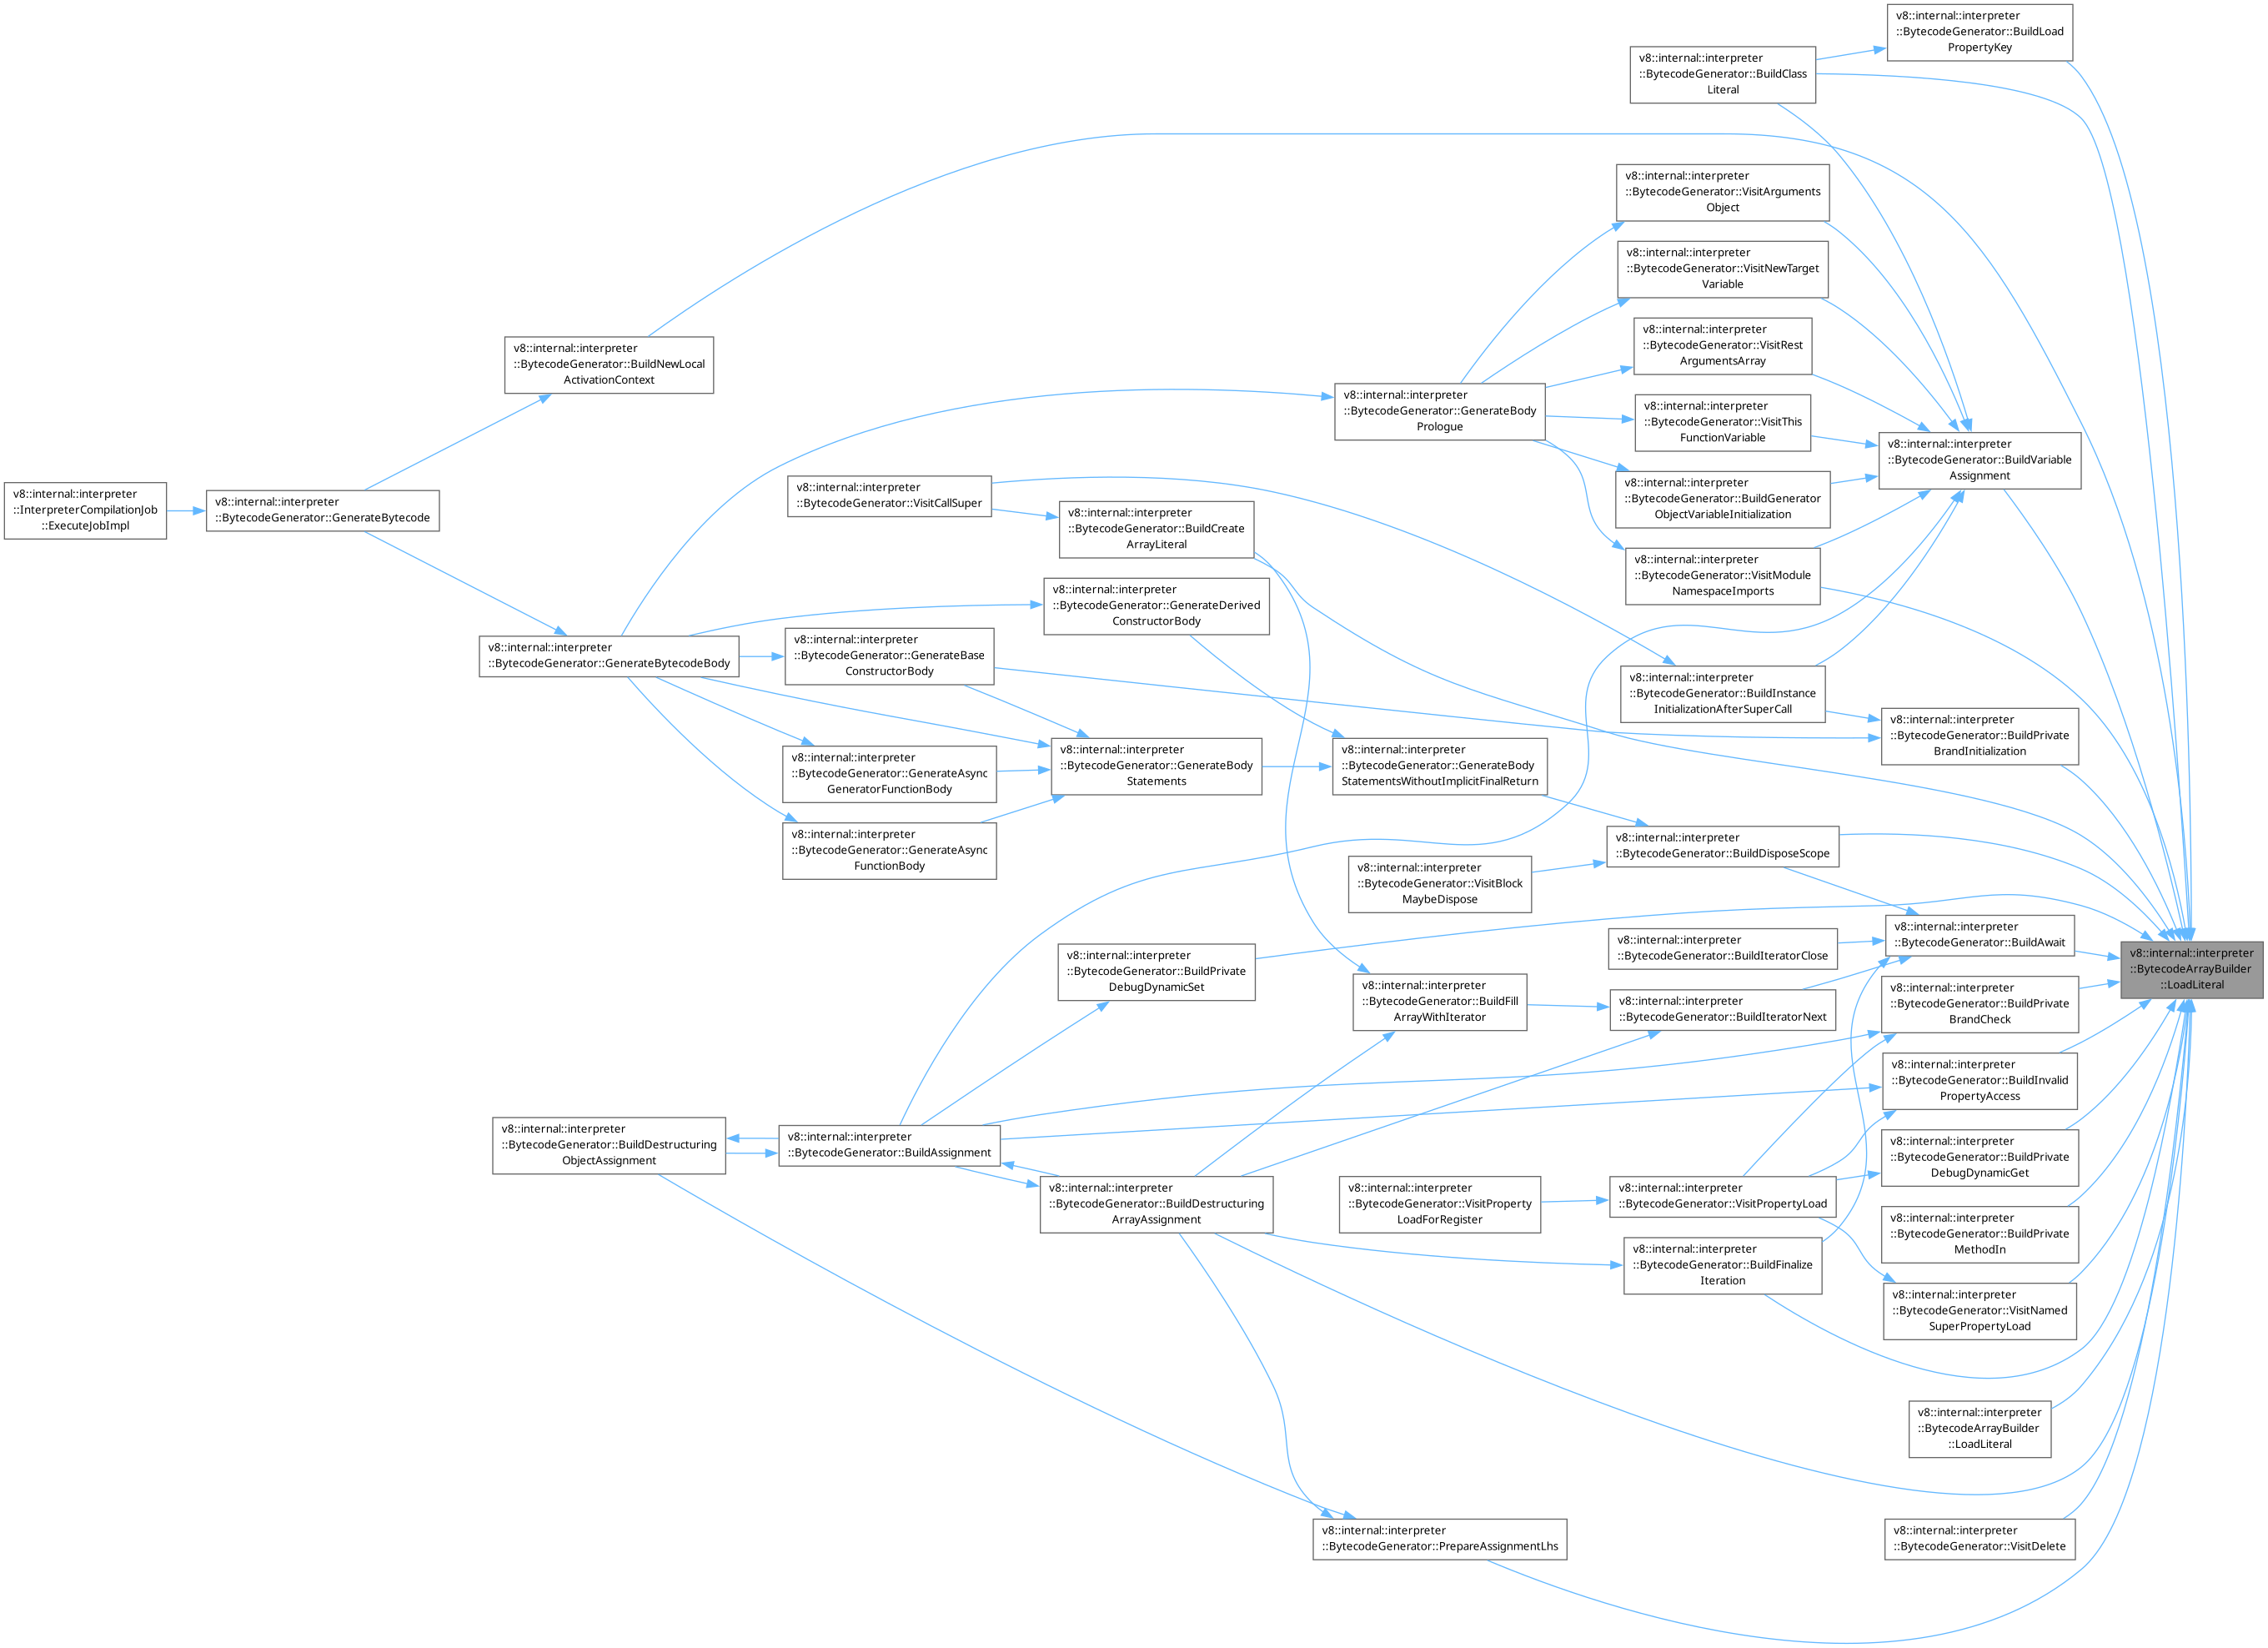 v8::internal::interpreter
::BytecodeGenerator::BuildLoad
PropertyKey
v8::internal::interpreter
::BytecodeGenerator::BuildClass
Literal
v8::internal::interpreter
::BytecodeGenerator::VisitArguments
Object
v8::internal::interpreter
::BytecodeGenerator::VisitNewTarget
Variable
v8::internal::interpreter
::BytecodeGenerator::VisitRest
ArgumentsArray
v8::internal::interpreter
::BytecodeGenerator::BuildNewLocal
ActivationContext
v8::internal::interpreter
::BytecodeGenerator::GenerateBody
Prologue
v8::internal::interpreter
::BytecodeGenerator::VisitThis
FunctionVariable
v8::internal::interpreter
::BytecodeGenerator::BuildVariable
Assignment
v8::internal::interpreter
::BytecodeGenerator::BuildGenerator
ObjectVariableInitialization
v8::internal::interpreter
::BytecodeGenerator::VisitCallSuper
v8::internal::interpreter
::InterpreterCompilationJob
::ExecuteJobImpl
v8::internal::interpreter
::BytecodeGenerator::GenerateBytecode
v8::internal::interpreter
::BytecodeGenerator::BuildCreate
ArrayLiteral
v8::internal::interpreter
::BytecodeGenerator::VisitModule
NamespaceImports
v8::internal::interpreter
::BytecodeGenerator::GenerateDerived
ConstructorBody
v8::internal::interpreter
::BytecodeGenerator::GenerateBytecodeBody
v8::internal::interpreter
::BytecodeGenerator::GenerateBase
ConstructorBody
v8::internal::interpreter
::BytecodeGenerator::BuildInstance
InitializationAfterSuperCall
v8::internal::interpreter
::BytecodeGenerator::BuildPrivate
BrandInitialization
v8::internal::interpreter
::BytecodeGenerator::GenerateAsync
GeneratorFunctionBody
v8::internal::interpreter
::BytecodeGenerator::GenerateBody
Statements
v8::internal::interpreter
::BytecodeGenerator::GenerateBody
StatementsWithoutImplicitFinalReturn
v8::internal::interpreter
::BytecodeGenerator::GenerateAsync
FunctionBody
v8::internal::interpreter
::BytecodeGenerator::BuildDisposeScope
v8::internal::interpreter
::BytecodeGenerator::VisitBlock
MaybeDispose
v8::internal::interpreter
::BytecodeGenerator::BuildAwait
v8::internal::interpreter
::BytecodeGenerator::BuildIteratorClose
v8::internal::interpreter
::BytecodeArrayBuilder
::LoadLiteral
v8::internal::interpreter
::BytecodeGenerator::BuildPrivate
DebugDynamicSet
v8::internal::interpreter
::BytecodeGenerator::BuildFill
ArrayWithIterator
v8::internal::interpreter
::BytecodeGenerator::BuildIteratorNext
v8::internal::interpreter
::BytecodeGenerator::BuildPrivate
BrandCheck
v8::internal::interpreter
::BytecodeGenerator::BuildInvalid
PropertyAccess
v8::internal::interpreter
::BytecodeGenerator::BuildDestructuring
ObjectAssignment
v8::internal::interpreter
::BytecodeGenerator::BuildAssignment
v8::internal::interpreter
::BytecodeGenerator::BuildPrivate
DebugDynamicGet
v8::internal::interpreter
::BytecodeGenerator::BuildDestructuring
ArrayAssignment
v8::internal::interpreter
::BytecodeGenerator::VisitProperty
LoadForRegister
v8::internal::interpreter
::BytecodeGenerator::VisitPropertyLoad
v8::internal::interpreter
::BytecodeGenerator::BuildPrivate
MethodIn
v8::internal::interpreter
::BytecodeGenerator::BuildFinalize
Iteration
v8::internal::interpreter
::BytecodeGenerator::VisitNamed
SuperPropertyLoad
v8::internal::interpreter
::BytecodeArrayBuilder
::LoadLiteral
v8::internal::interpreter
::BytecodeGenerator::PrepareAssignmentLhs
v8::internal::interpreter
::BytecodeGenerator::VisitDelete